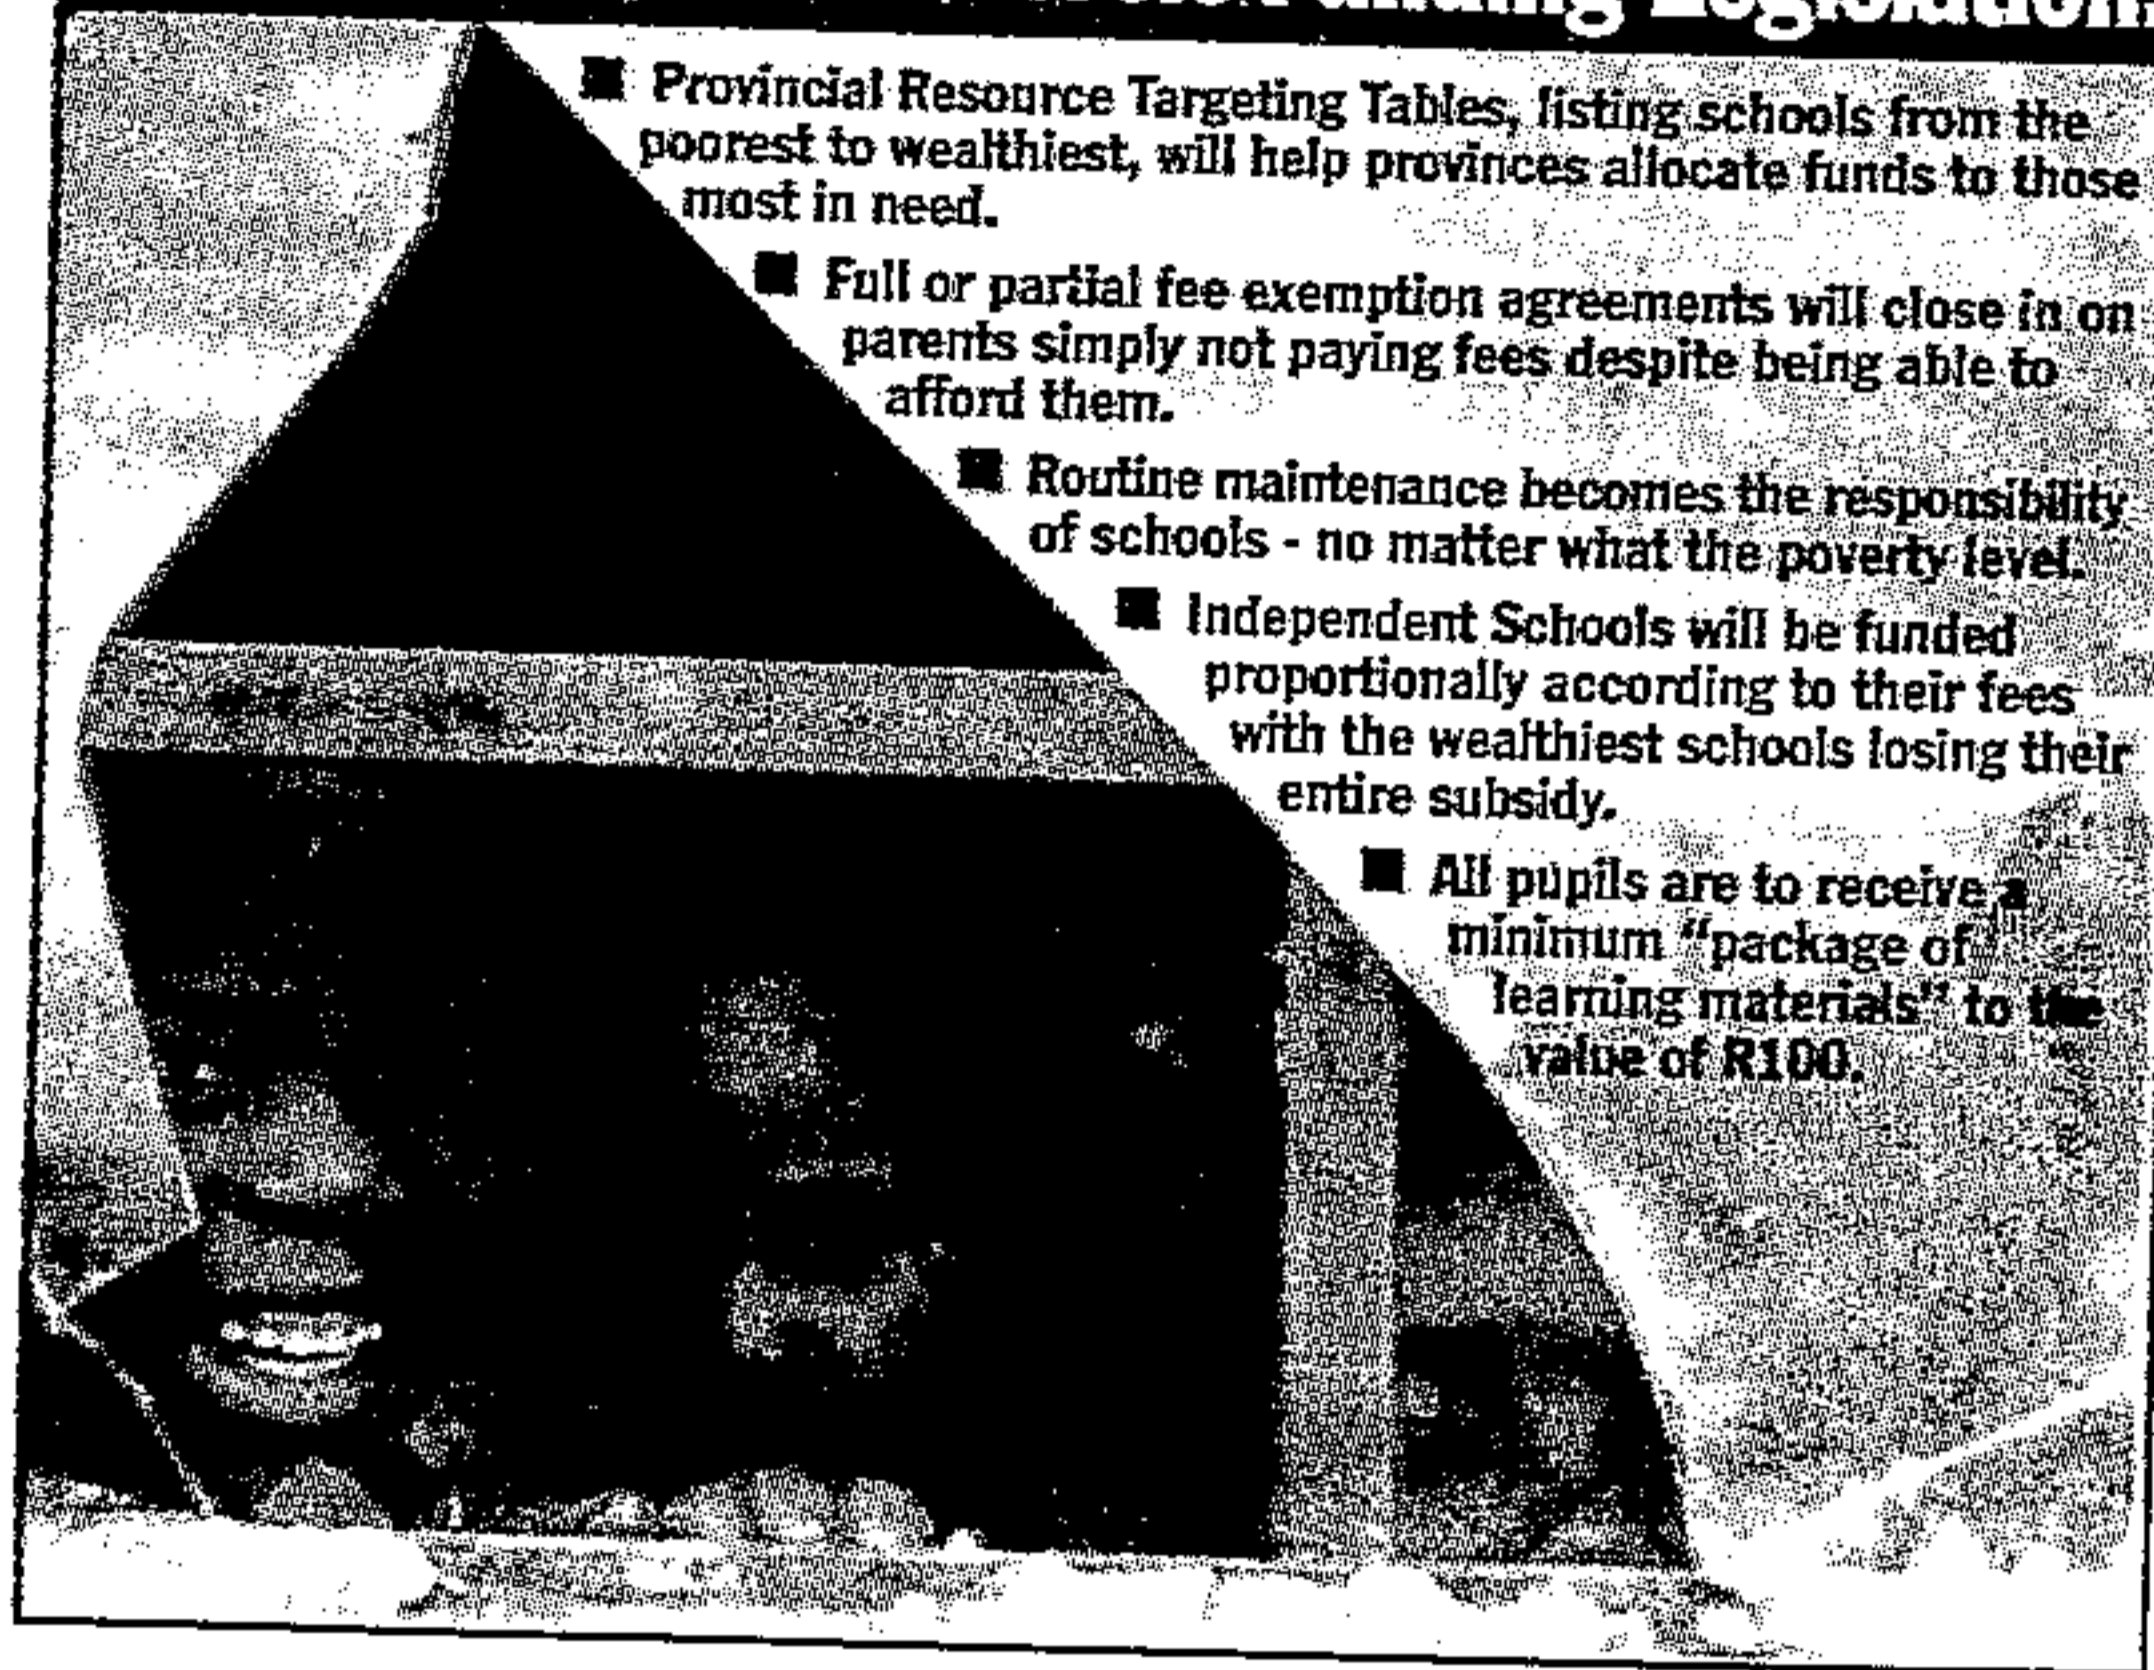 Funding Legislation
■ Provincial Resource Targeting Tables, listing schools from the
poorest to wealthiest, will help provinces allocate funds to those
most in need.
■ Full or partial fee exemption agreements will close in on
parents simply not paying fees despite being able to
afford them.
■ Routine maintenance becomes the responsibility
of schools - no matter what the poverty level.
■ Independent Schools will be funded
proportionally according to their fees
with the wealthiest schools losing their
entire subsidy.
■ All pupils are to receive a
minimum “package of
learning materials” to the
value of R100.